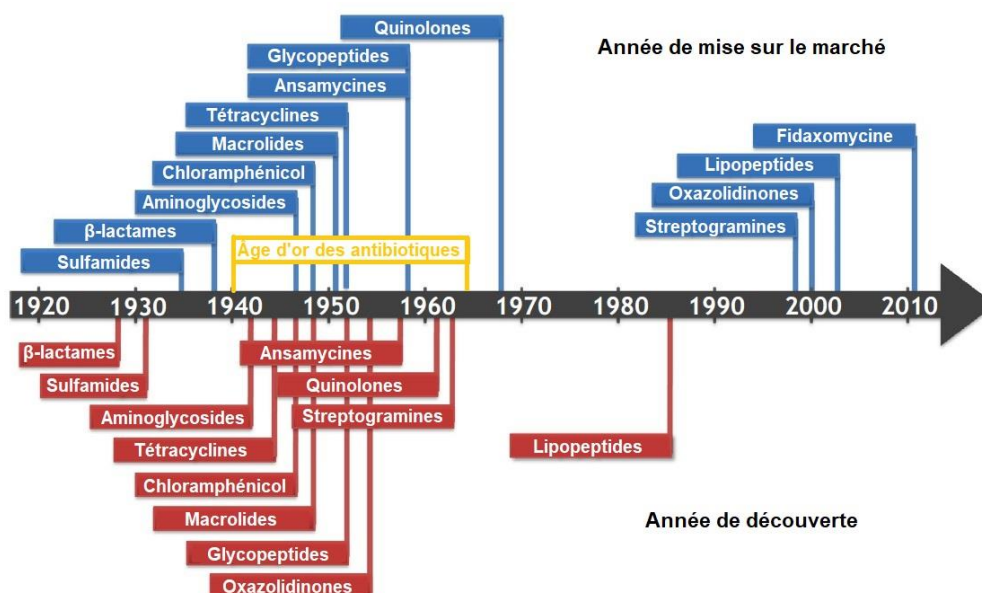 Quinolones
Année de mise sur le marché
Glycopeptides
Ansamycines
Tétracyclines
Macrolides
Fidaxomycine
Chloramphénicol
Lipopeptides
Aminoglycosides
Oxazolidinones
β-lactames
Streptogramines
Âge d'or des antibiotiques
Sulfamides
1920 1930 1940 1950 1960 1970 1980 1990 2000 2010
β-lactames
Ansamycines
Sulfamides
Quinolones
Aminoglycosides
Streptogramines
Tétracyclines
Lipopeptides
Chloramphénicol
Macrolides
Année de découverte
Glycopeptides
Oxazolidinones